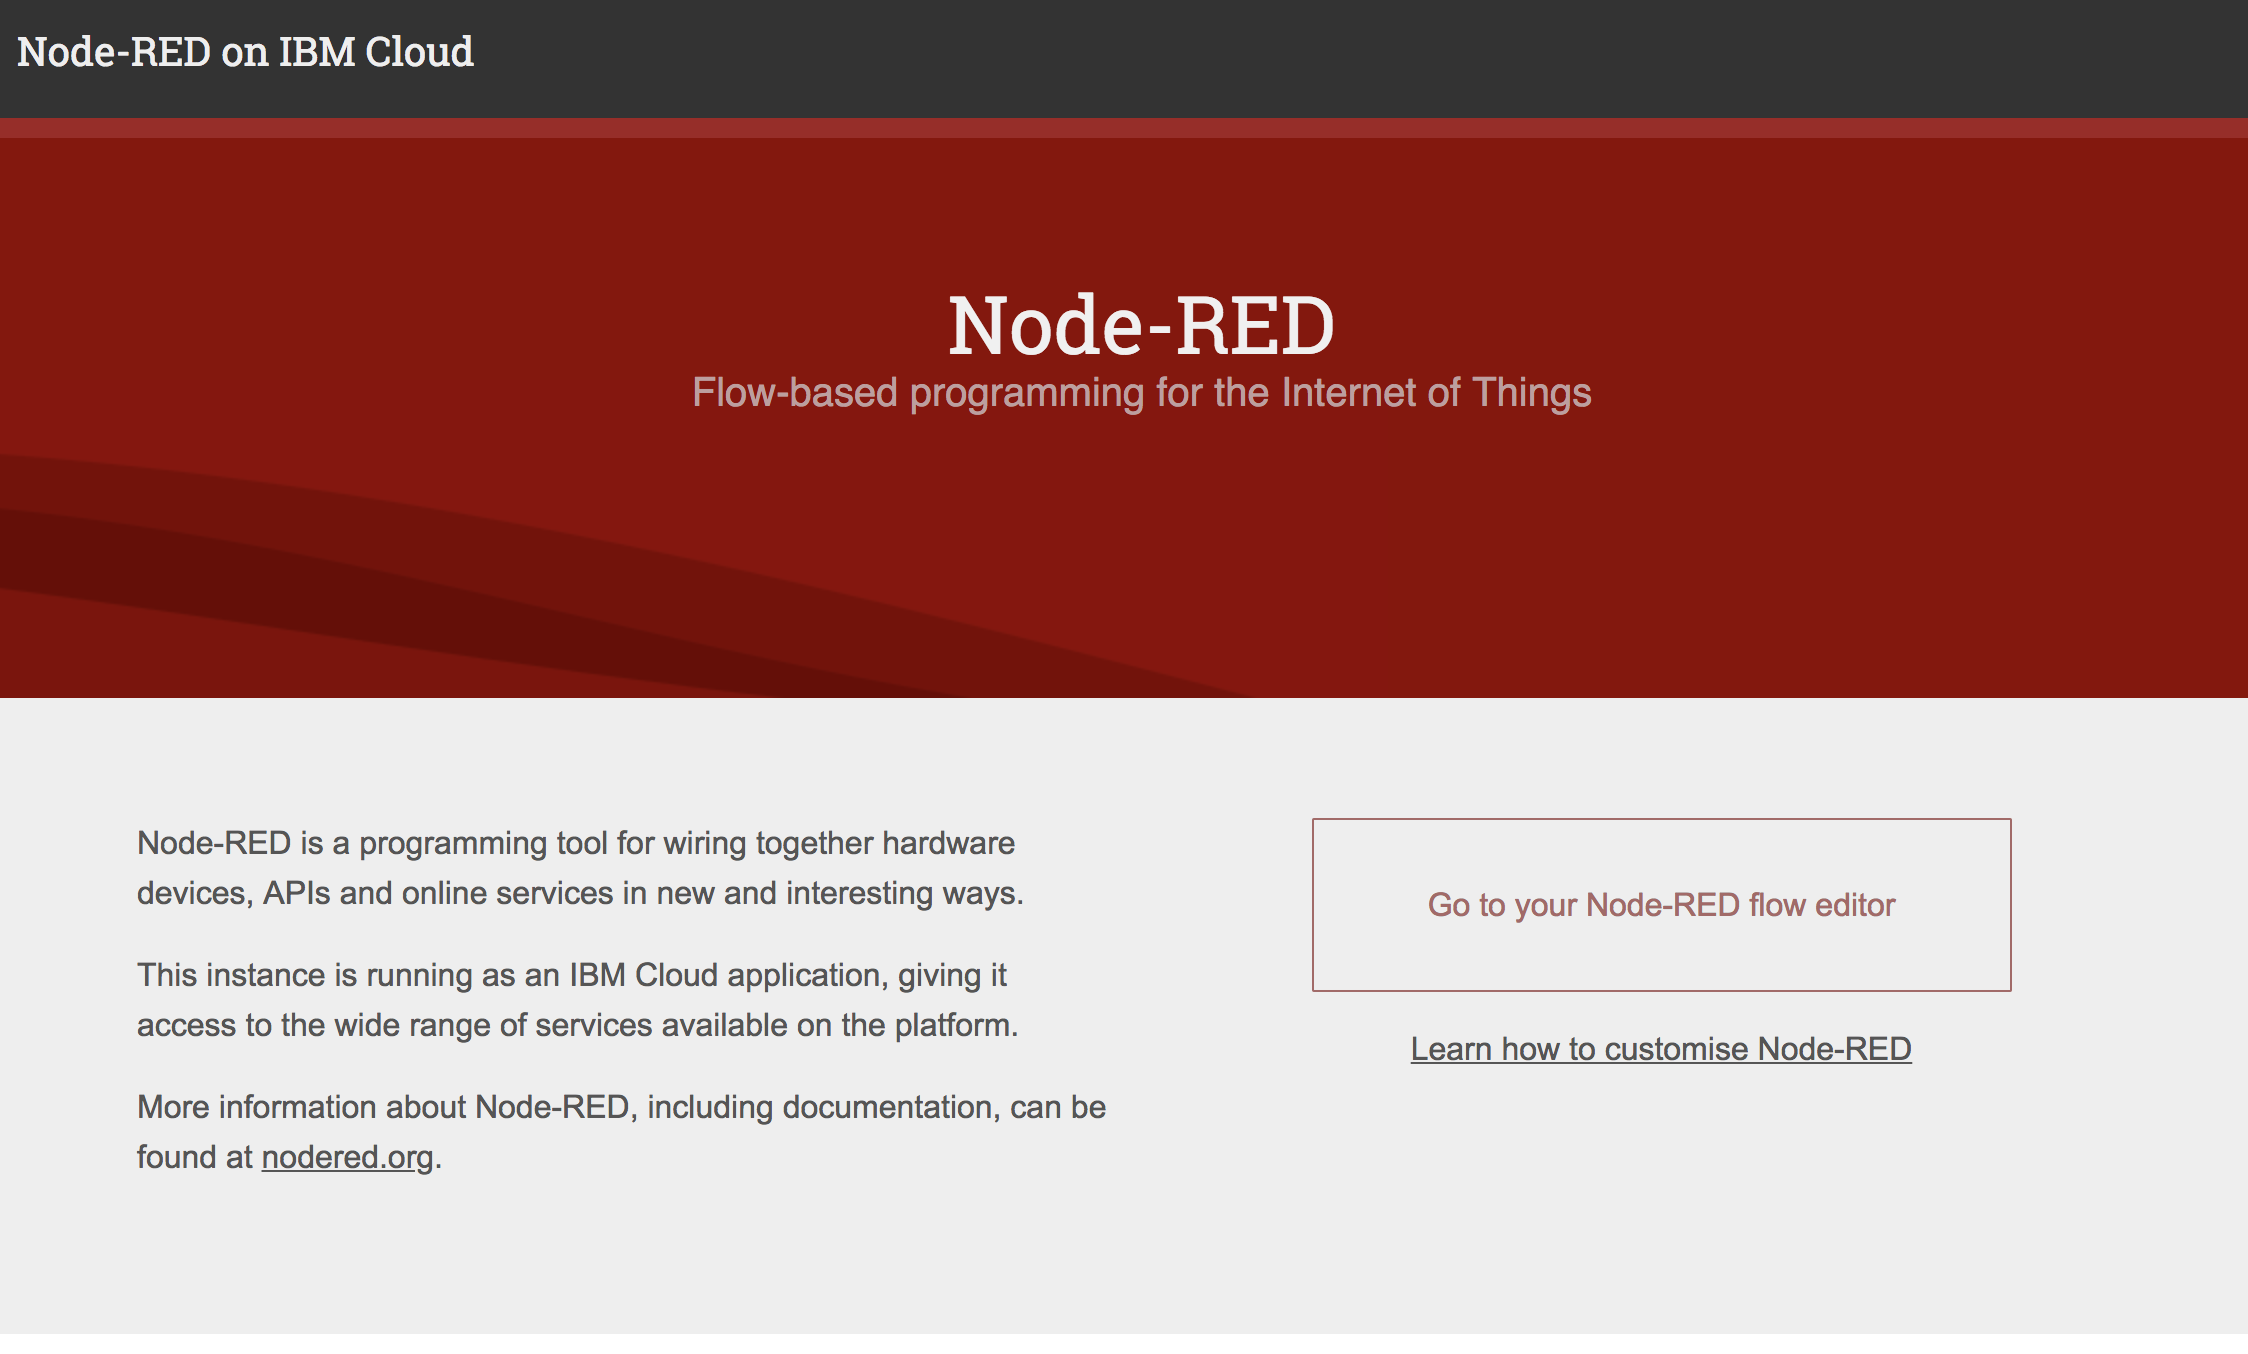 Node-RED on IBM Cloud
Node-RED
Flow-based programming for the Internet of Things
Node-RED is a programming tool for wiring together hardware
devices, APIs and online services in new and interesting ways.
This instance is running as an IBM Cloud application, giving it
access to the wide range of services available on the platform.
More information about Node-RED, including documentation, can be
found at nodered.org.
Go to your Node-RED flow editor
Learn how to customise Node-RED